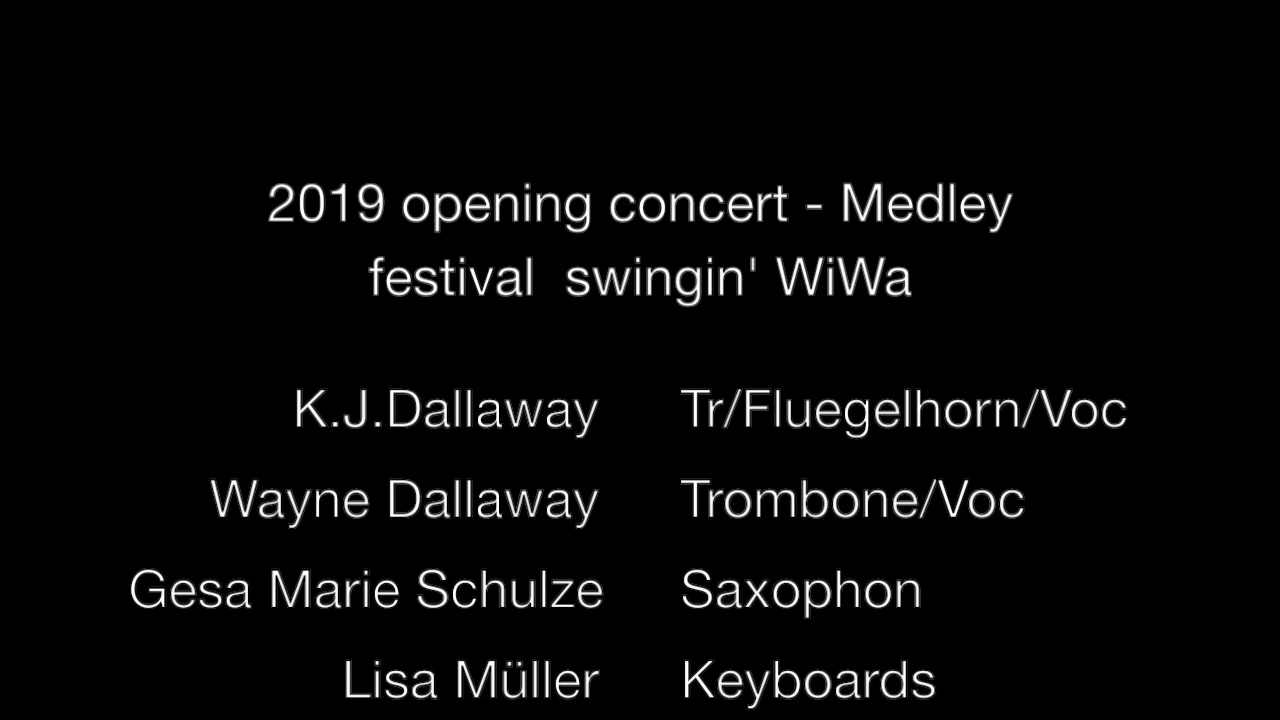 2019 opening concert - Medley
festival  swingin' WiWa
K.J.Dallaway Tr/Fluegelhorn/Voc
Wayne Dallaway Trombone/Voc
Gesa Marie Schulze Saxophon
Lisa Müller Keyboards